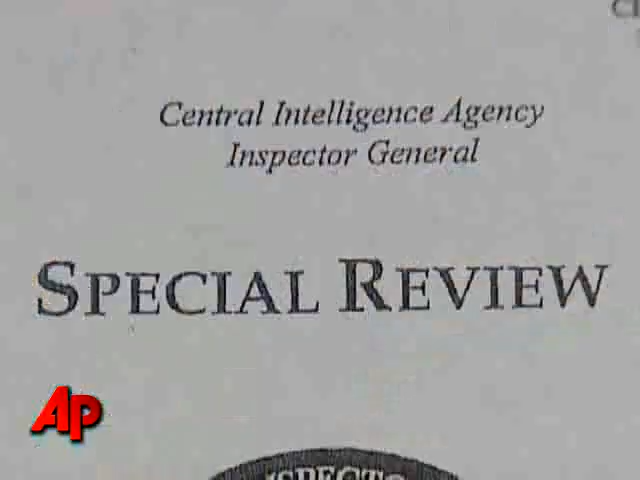 Central Intelligence Agency
Inspector General
SPECIAL REVIEW
AP